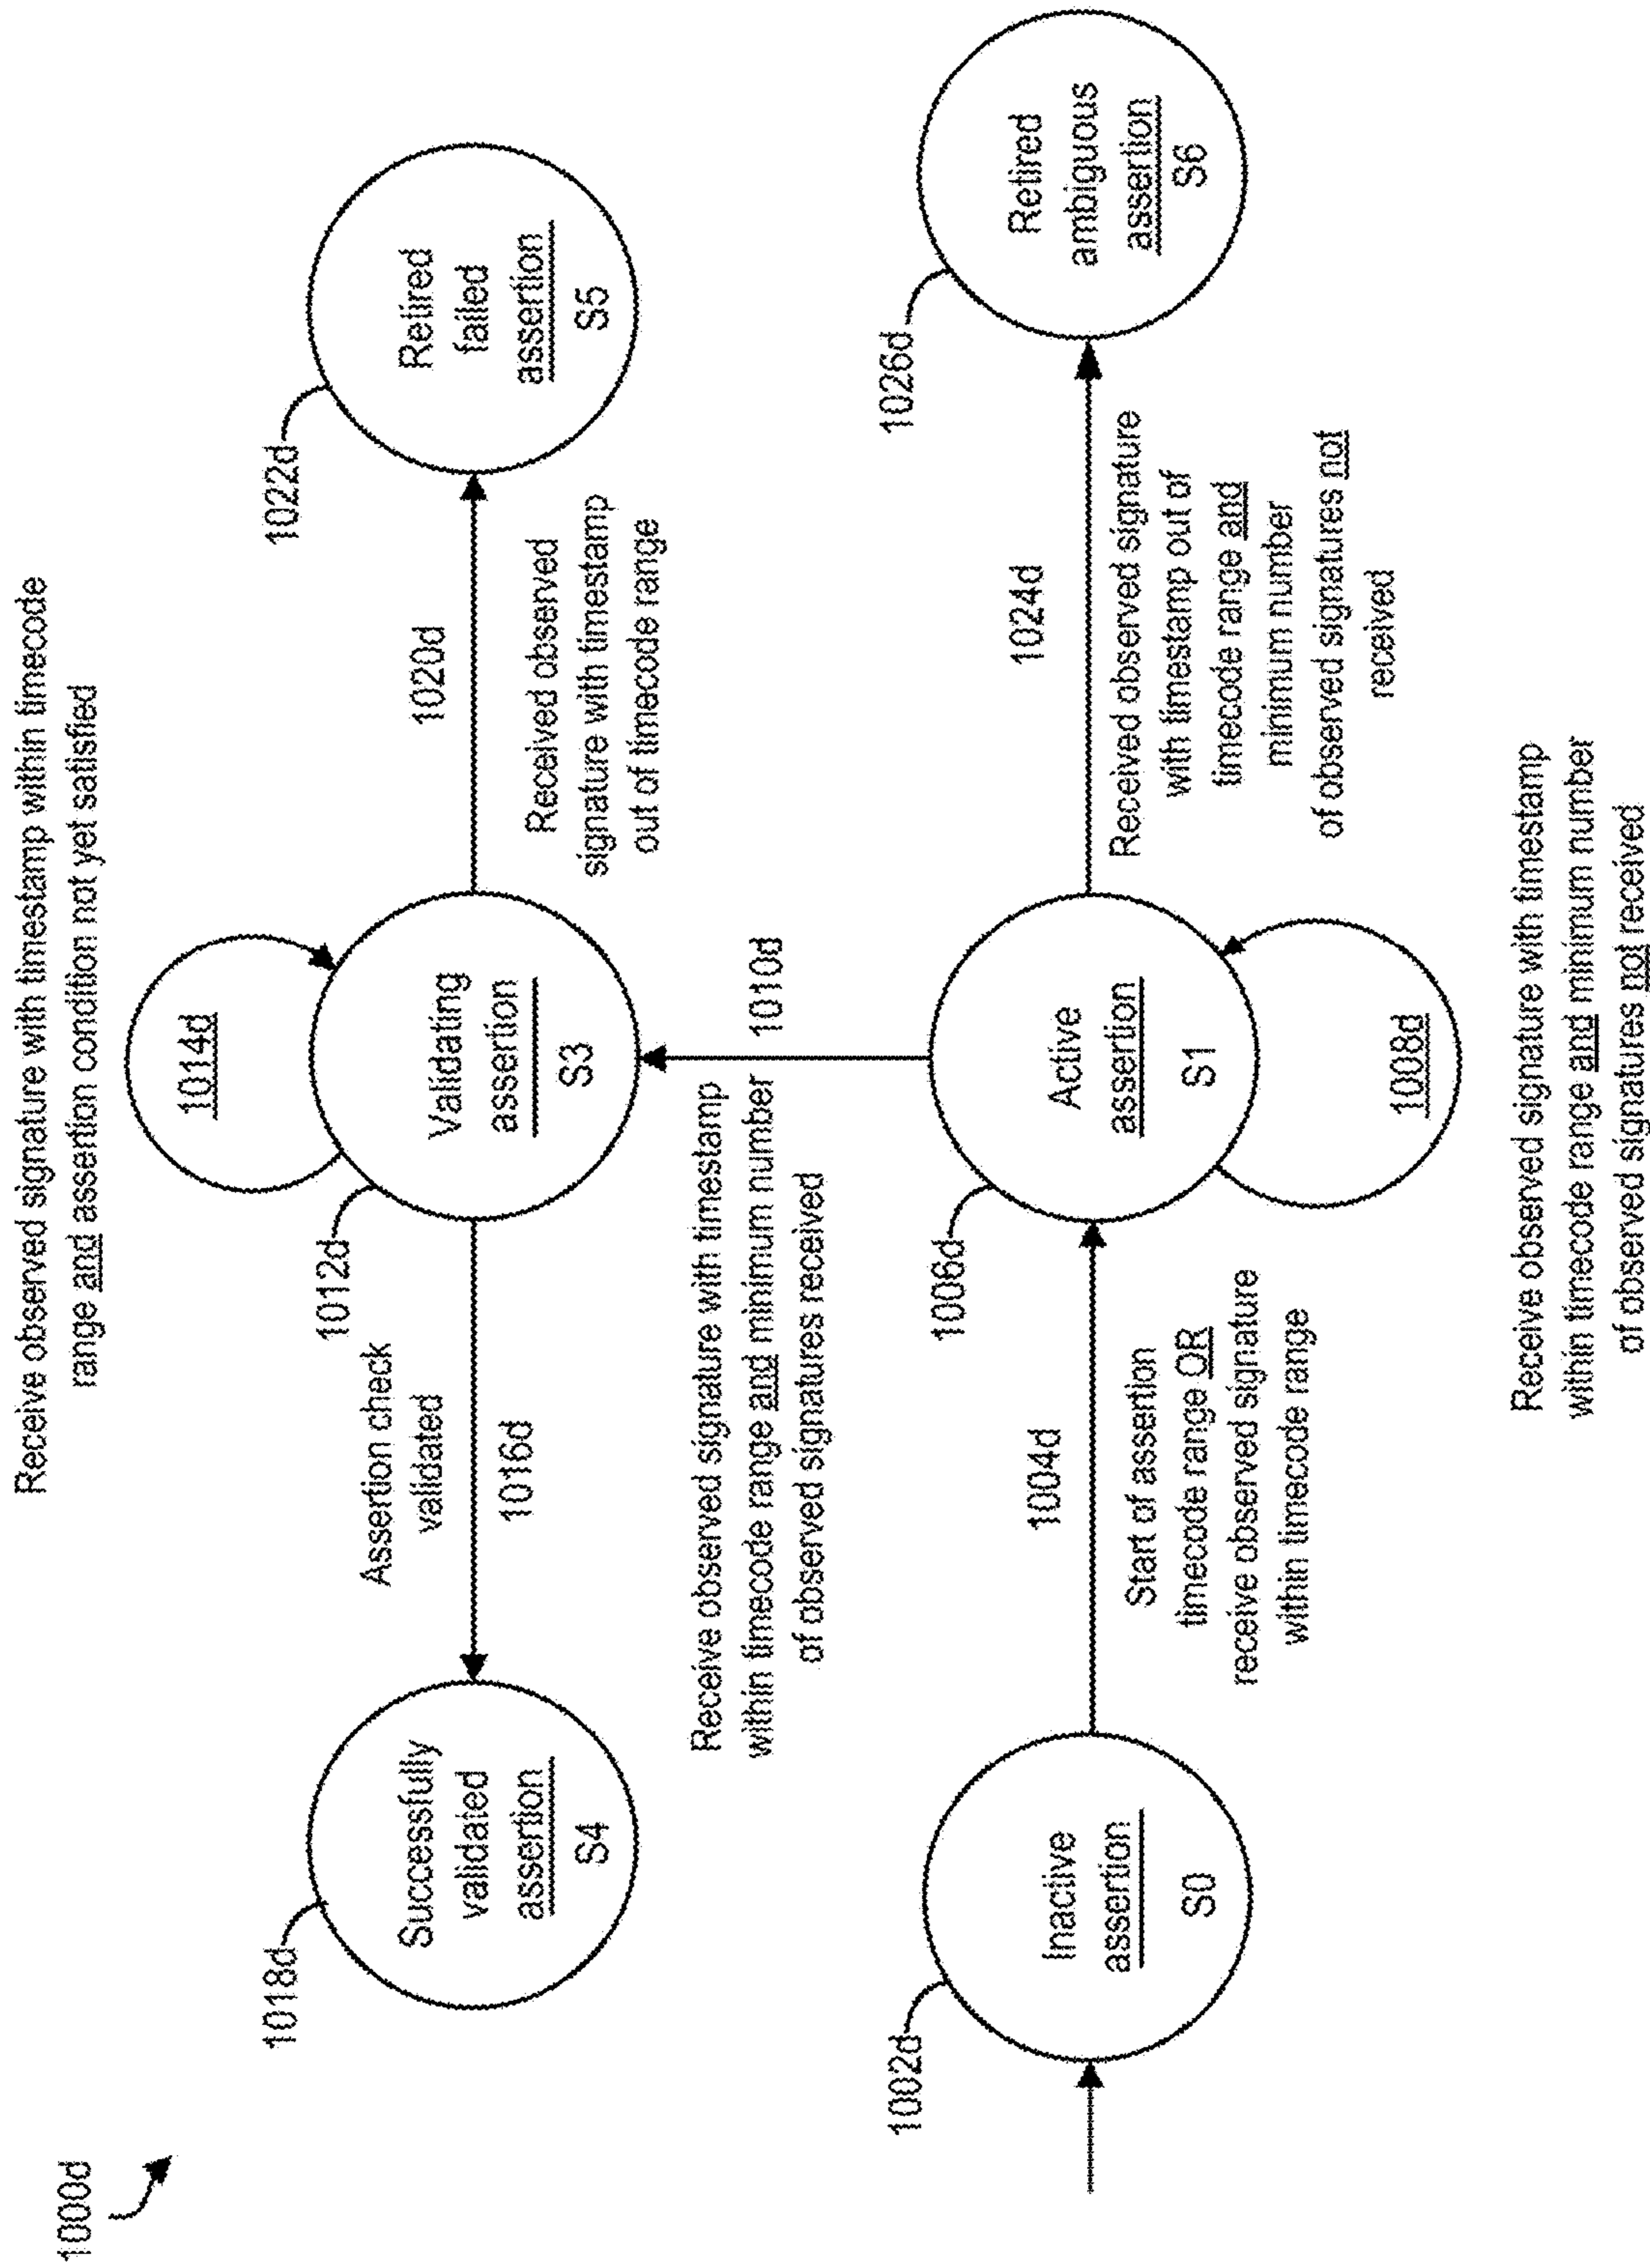 1000d
Receive observed signature with timestamp within timecode
range and assertion condition not yet satisfied
1014d
1018d
Successfully
validated
assertion
S4
Assertion check
validated
1016d
1012d
Validating
assertion
S3
1020d
Received observed
signature with timestamp
out of timecode range
1022d
Retired
failed
assertion
S5
Receive observed signature with timestamp
within timecode range and minimum number
of observed signatures received
1010d
1002d
Inactive
assertion
S0
1004d
Start of assertion
timecode range OR
receive observed signature
within timecode range
1006d
Active
assertion
S1
1008d
1024d
Received observed signature
with timestamp out of
timecode range and
minimum number
of observed signatures not
received
1026d
Retired
ambiguous
assertion
S6
Receive observed signature with timestamp
within timecode range and minimum number
of observed signatures not received